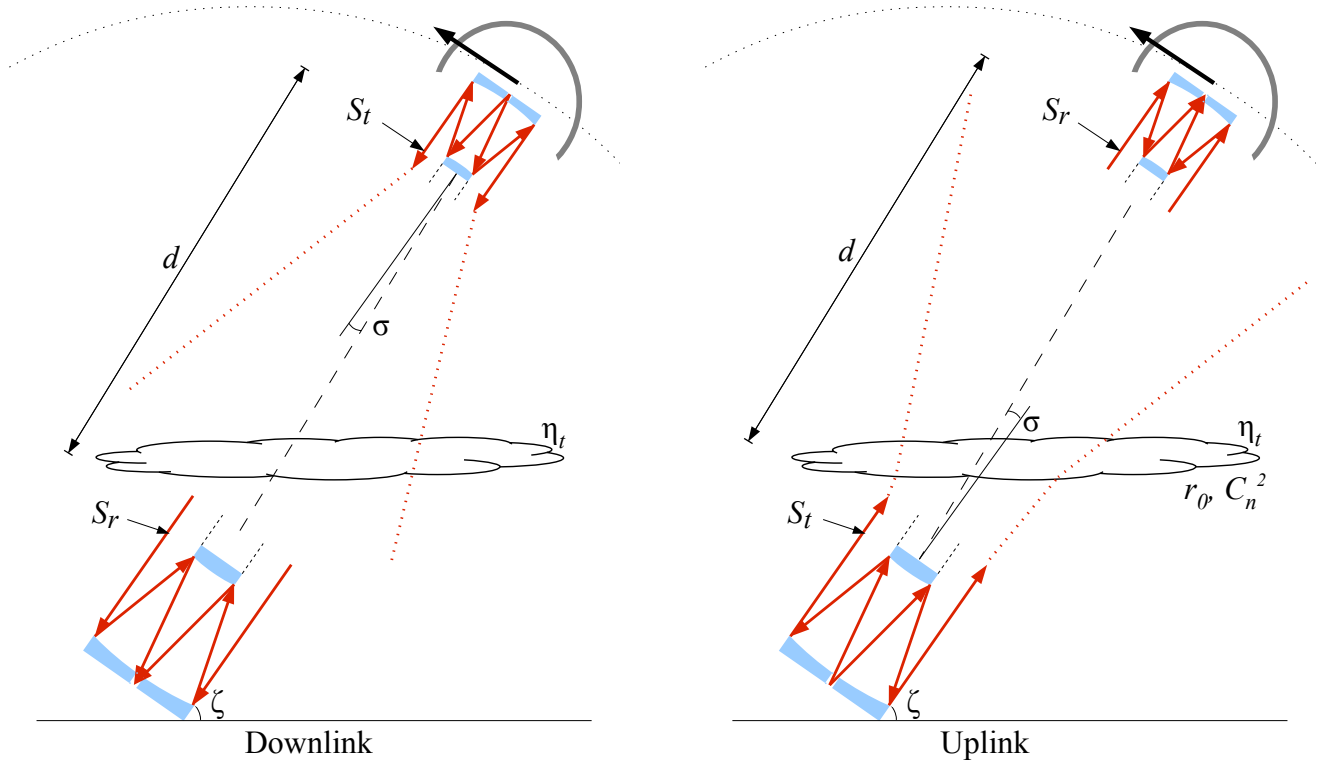 S_t
d
σ
η_t
S_r
ζ
Downlink
S_r
d
σ
η_t
r_0, C_n^2
S_t
ζ
Uplink